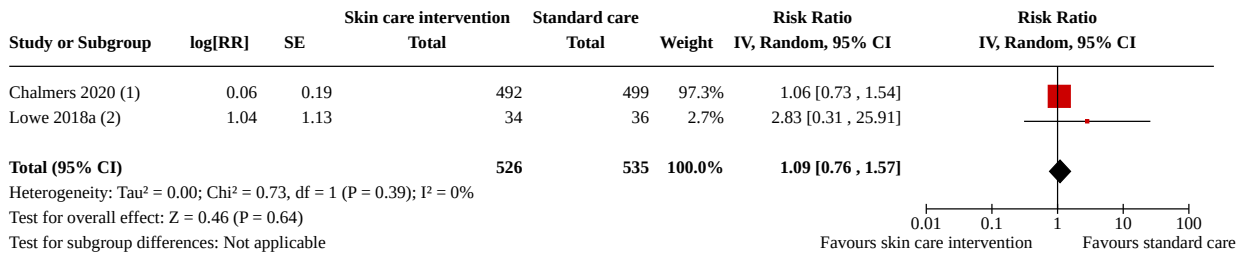 Skin care intervention Standard care Risk Ratio Risk Ratio
Study or Subgroup log[RR] SE Total Total Weight IV, Random, 95% CI IV, Random, 95% CI
Chalmers 2020 (1) 0.06 0.19 492 499 97.3% 1.06 [0.73 , 1.54]
Lowe 2018a (2) 1.04 1.13 34 36 2.7% 2.83 [0.31 , 25.91]
Total (95% CI) 526 535 100.0% 1.09 [0.76 , 1.57]
Heterogeneity: Tau² = 0.00; Chi² = 0.73, df = 1 (P = 0.39); I² = 0%
Test for overall effect: Z = 0.46 (P = 0.64)
0.01 0.1 1 10 100
Test for subgroup differences: Not applicable
Favours skin care intervention Favours standard care